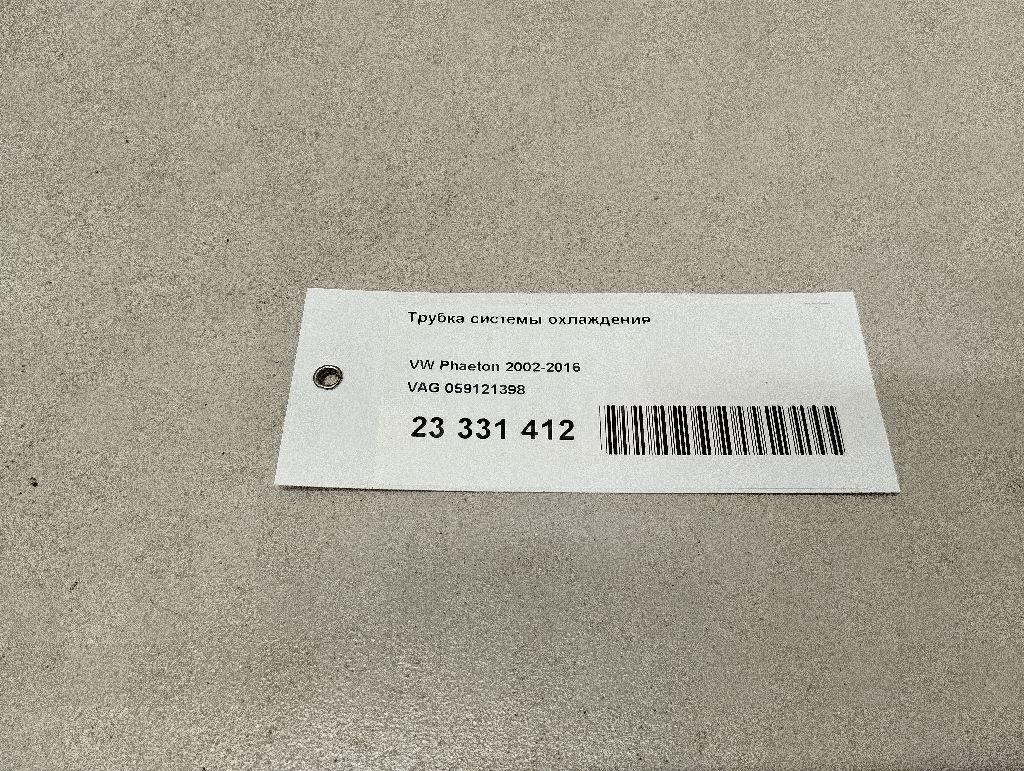 Трубка системы охлаждения
VW Phaeton 2002-2016
VAG 059121398
23 331 412